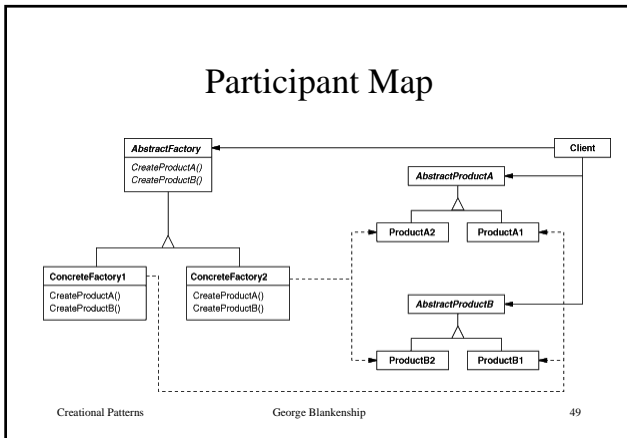 Participant Map
AbstractFactory
CreateProductA()
CreateProductB()
Client
AbstractProductA
ProductA2
ProductA1
ConcreteFactory1
CreateProductA()
CreateProductB()
ConcreteFactory2
CreateProductA()
CreateProductB()
AbstractProductB
ProductB2
ProductB1
Creational Patterns
George Blankenship
49